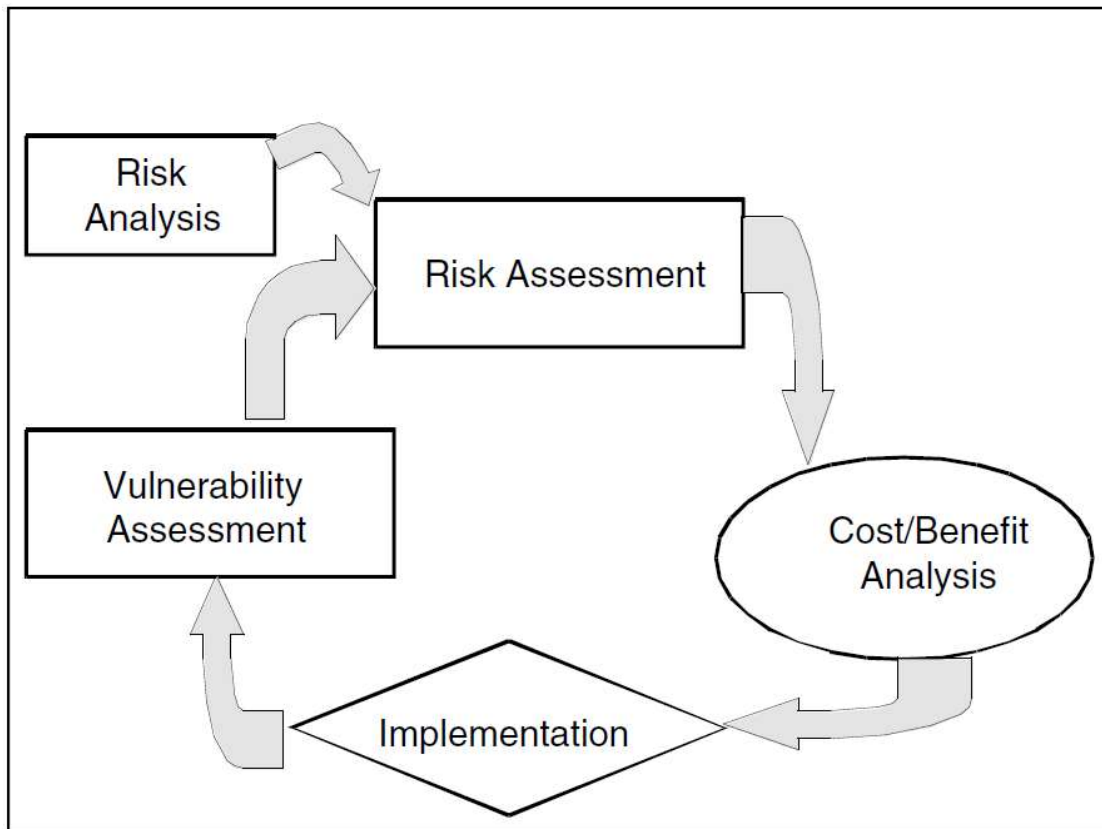 Risk
Analysis
Risk Assessment
Vulnerability
Assessment
Cost/Benefit
Analysis
Implementation